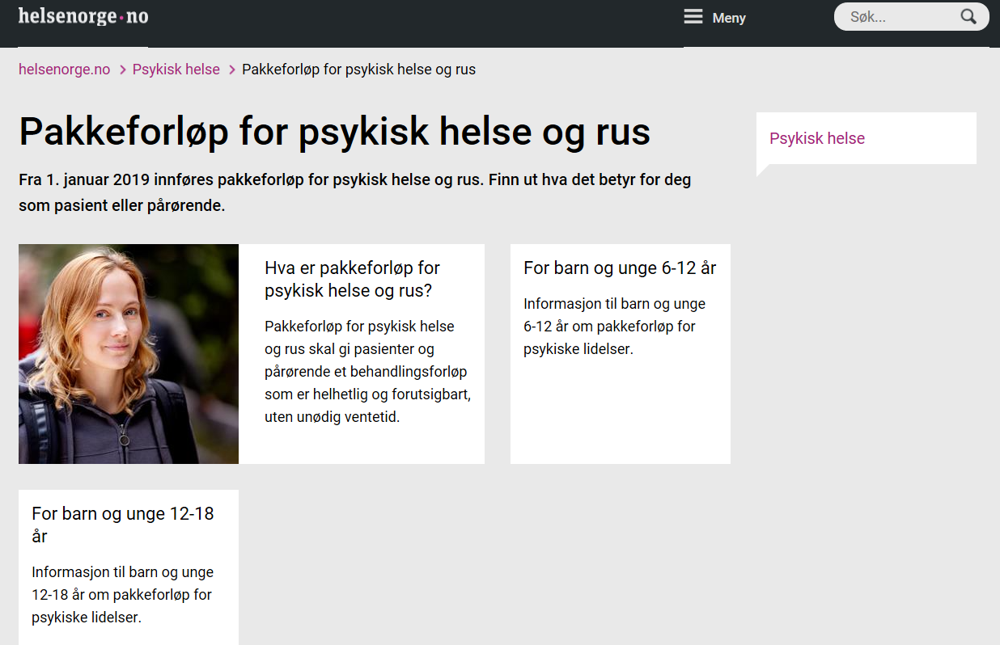 helsenorge·no
Meny
Søk...
helsenorge.no > Psykisk helse > Pakkeforløp for psykisk helse og rus
Pakkeforløp for psykisk helse og rus
Psykisk helse
Fra 1. januar 2019 innføres pakkeforløp for psykisk helse og rus. Finn ut hva det betyr for deg
som pasient eller pårørende.
Hva er pakkeforløp for
psykisk helse og rus?
Pakkeforløp for psykisk helse
og rus skal gi pasienter og
pårørende et behandlingsforløp
som er helhetlig og forutsigbart,
uten unødig ventetid.
For barn og unge 6-12 år
Informasjon til barn og unge
6-12 år om pakkeforløp for
psykiske lidelser.
For barn og unge 12-18
år
Informasjon til barn og unge
12-18 år om pakkeforløp for
psykiske lidelser.